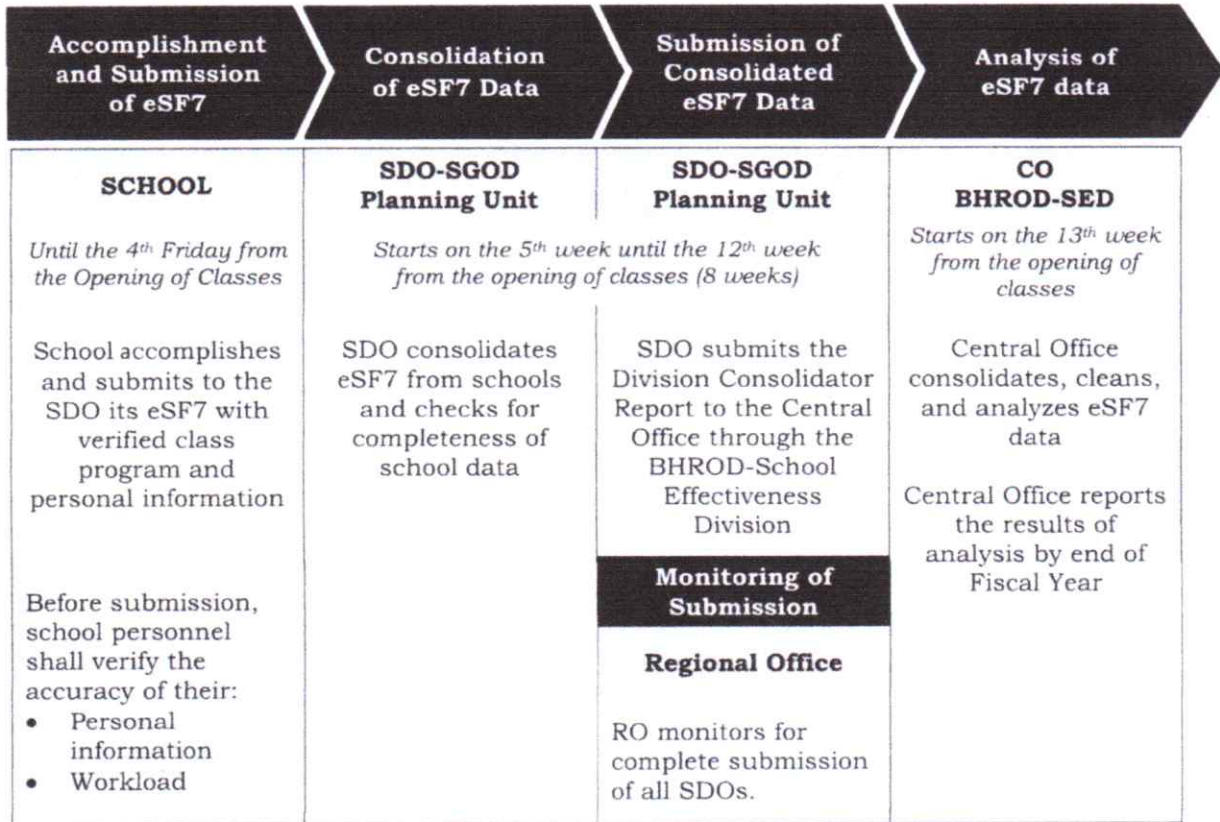 Accomplishment
and Submission
of eSF7
Consolidation
of eSF7 Data
Submission of
Consolidated
eSF7 Data
Analysis of
eSF7 data
SCHOOL
Until the 4th Friday from
the Opening of Classes
School accomplishes
and submits to the
SDO its eSF7 with
verified class
program and
personal information
Before submission,
school personnel
shall verify the
accuracy of their:
• Personal
information
• Workload
SDO-SGOD
Planning Unit
SDO-SGOD
Planning Unit
Starts on the 5th week until the 12th week
from the opening of classes (8 weeks)
SDO consolidates
eSF7 from schools
and checks for
completeness of
school data
SDO submits the
Division Consolidator
Report to the Central
Office through the
BHROD-School
Effectiveness
Division
Monitoring of
Submission
Regional Office
RO monitors for
complete submission
of all SDOs.
CO
BHROD-SED
Starts on the 13th week
from the opening of
classes
Central Office
consolidates, cleans,
and analyzes eSF7
data
Central Office reports
the results of
analysis by end of
Fiscal Year